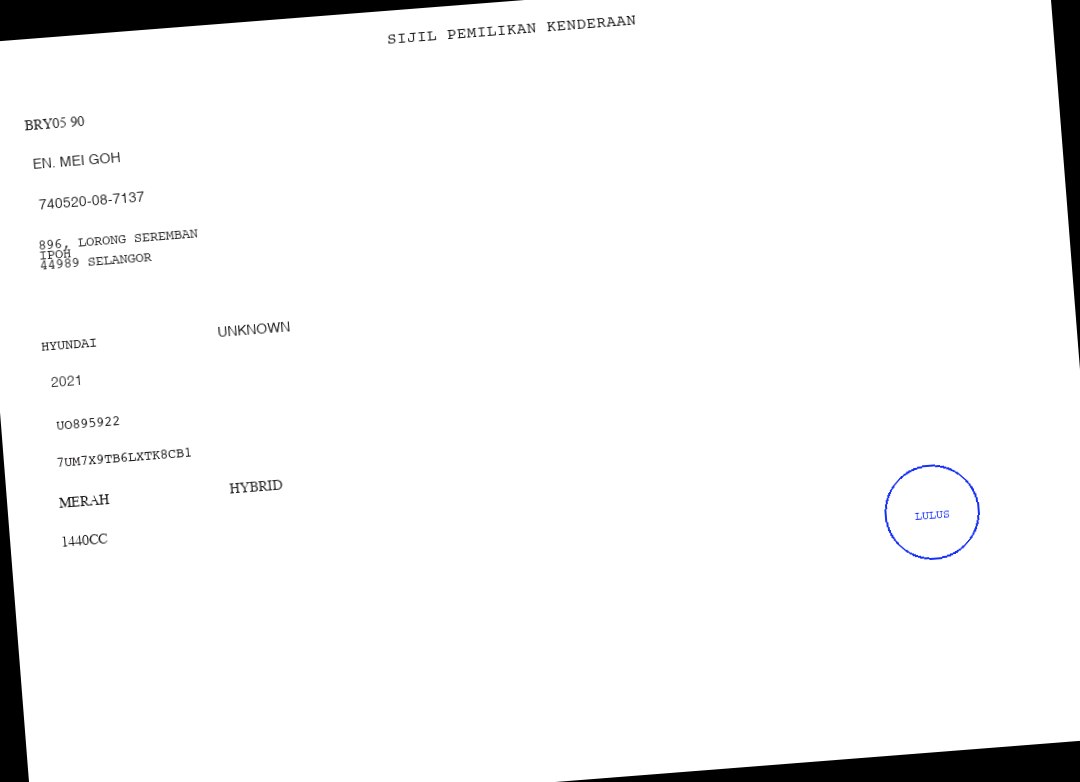 SIJIL PEMILIKAN KENDERAAN
BRY05 90
EN. MEI GOH
740520-08-7137
896, LORONG SEREMBAN
IPOH
44989 SELANGOR
HYUNDAI UNKNOWN
2021
UO895922
7UM7X9TB6LXTK8CB1
MERAH HYBRID
1440CC
LULUS